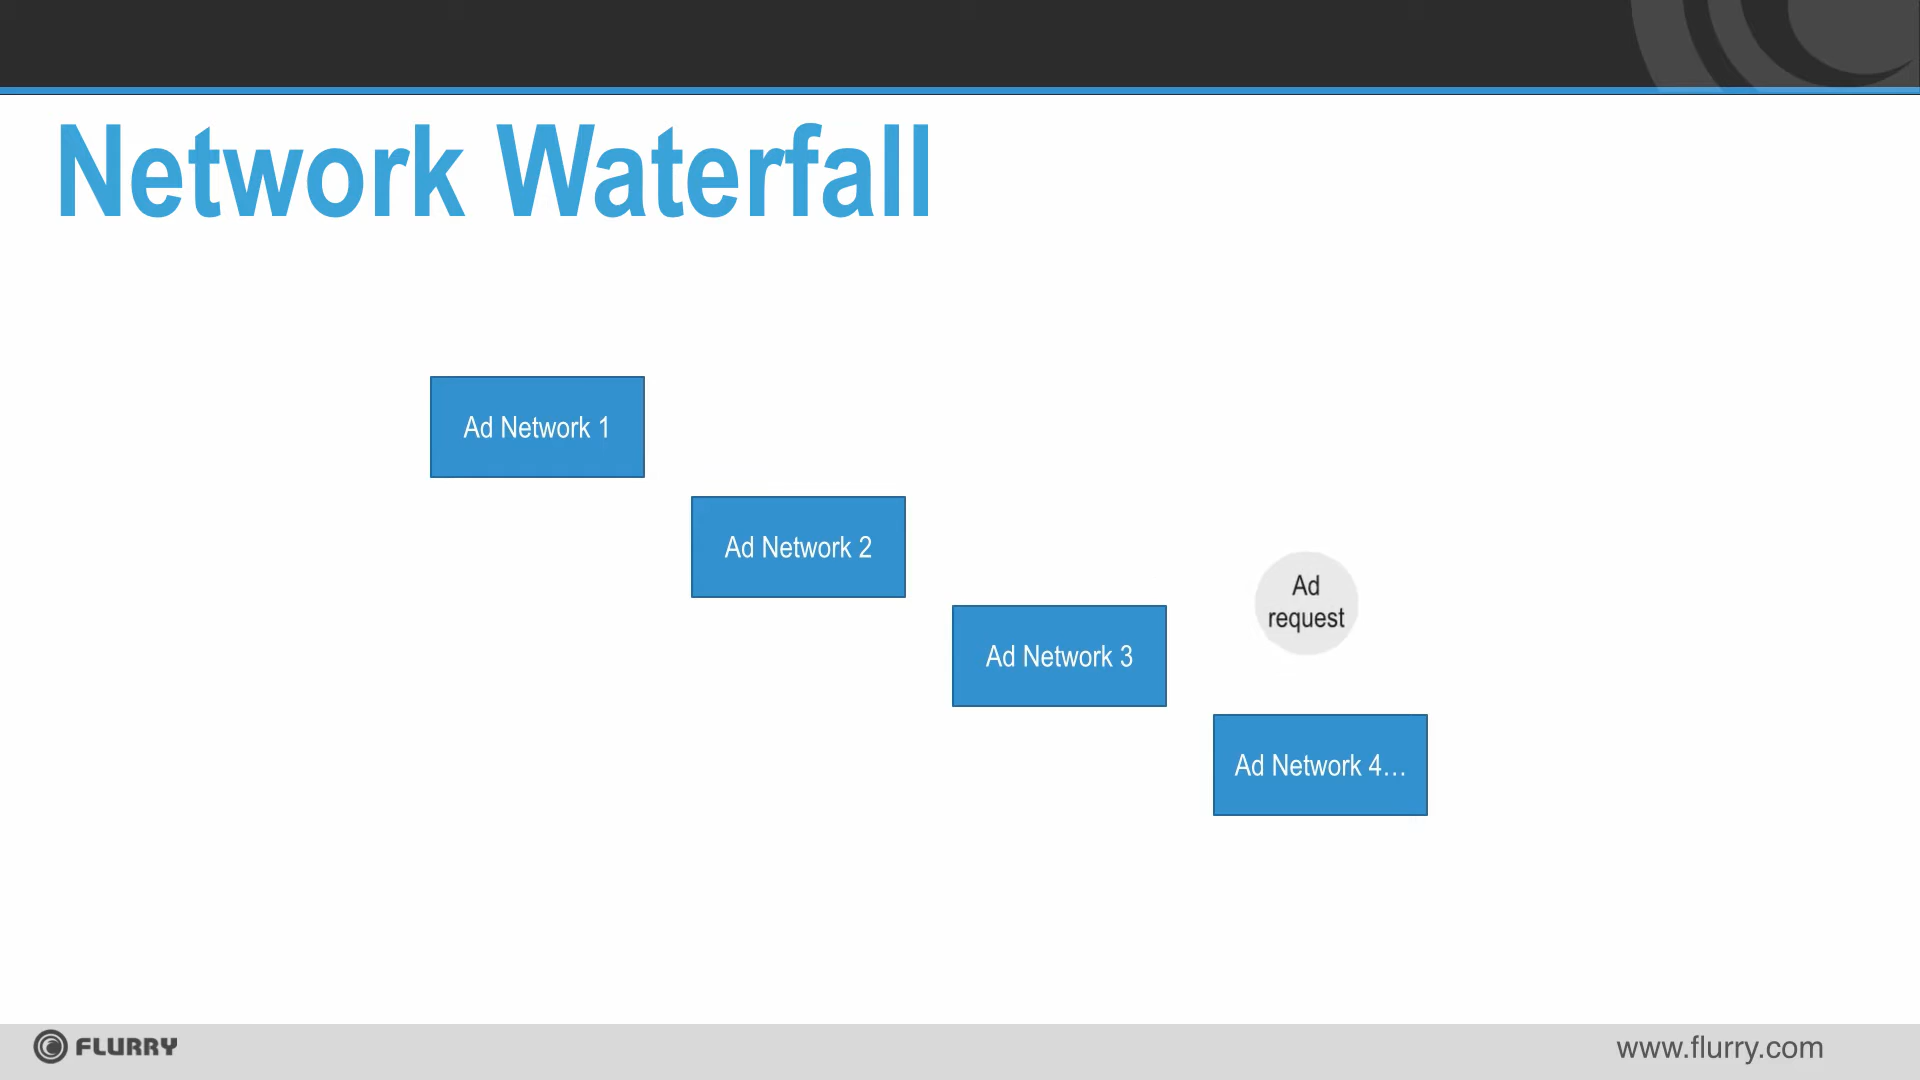 Network Waterfall
Ad Network 1
Ad Network 2
Ad
request
Ad Network 3
Ad Network 4…
FLURRY
www.flurry.com